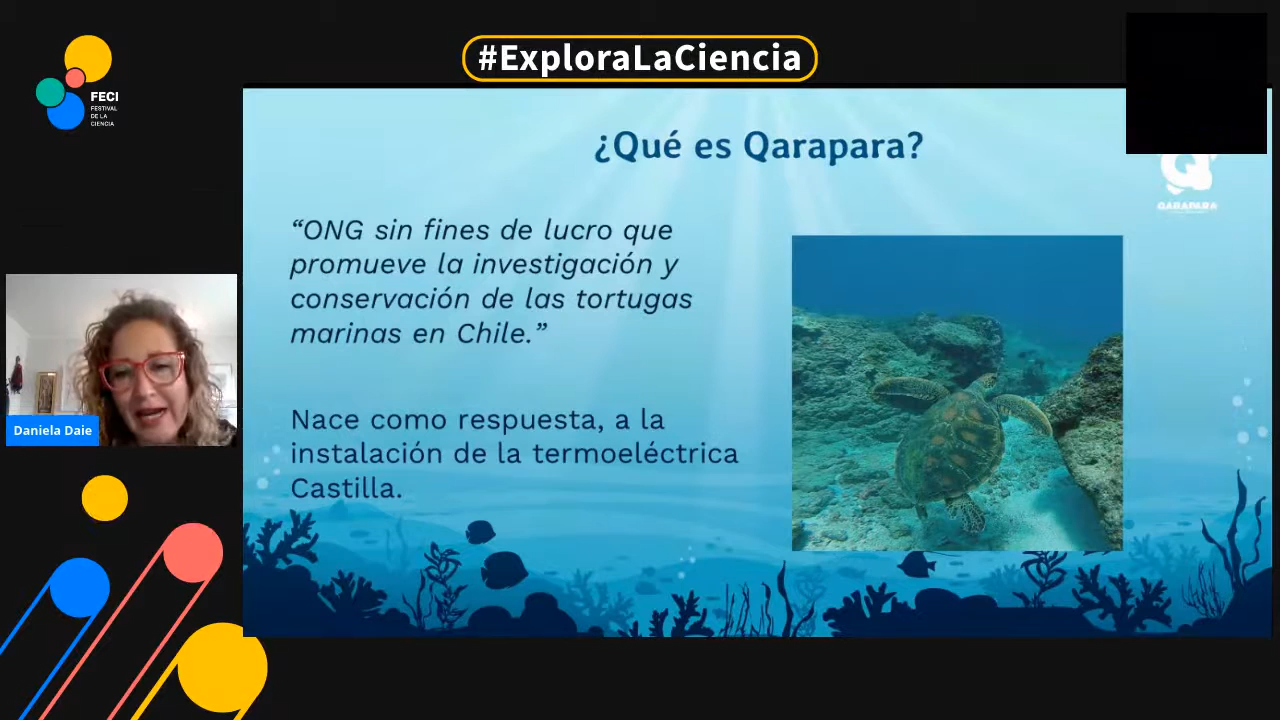 #ExploraLaCiencia
FECI
FESTIVAL
DE LA
CIENCIA
¿Qué es Qarapara?
QARAPARA
“ONG sin fines de lucro que
promueve la investigación y
conservación de las tortugas
marinas en Chile.”
Nace como respuesta, a la
instalación de la termoeléctrica
Castilla.
Daniela Daie